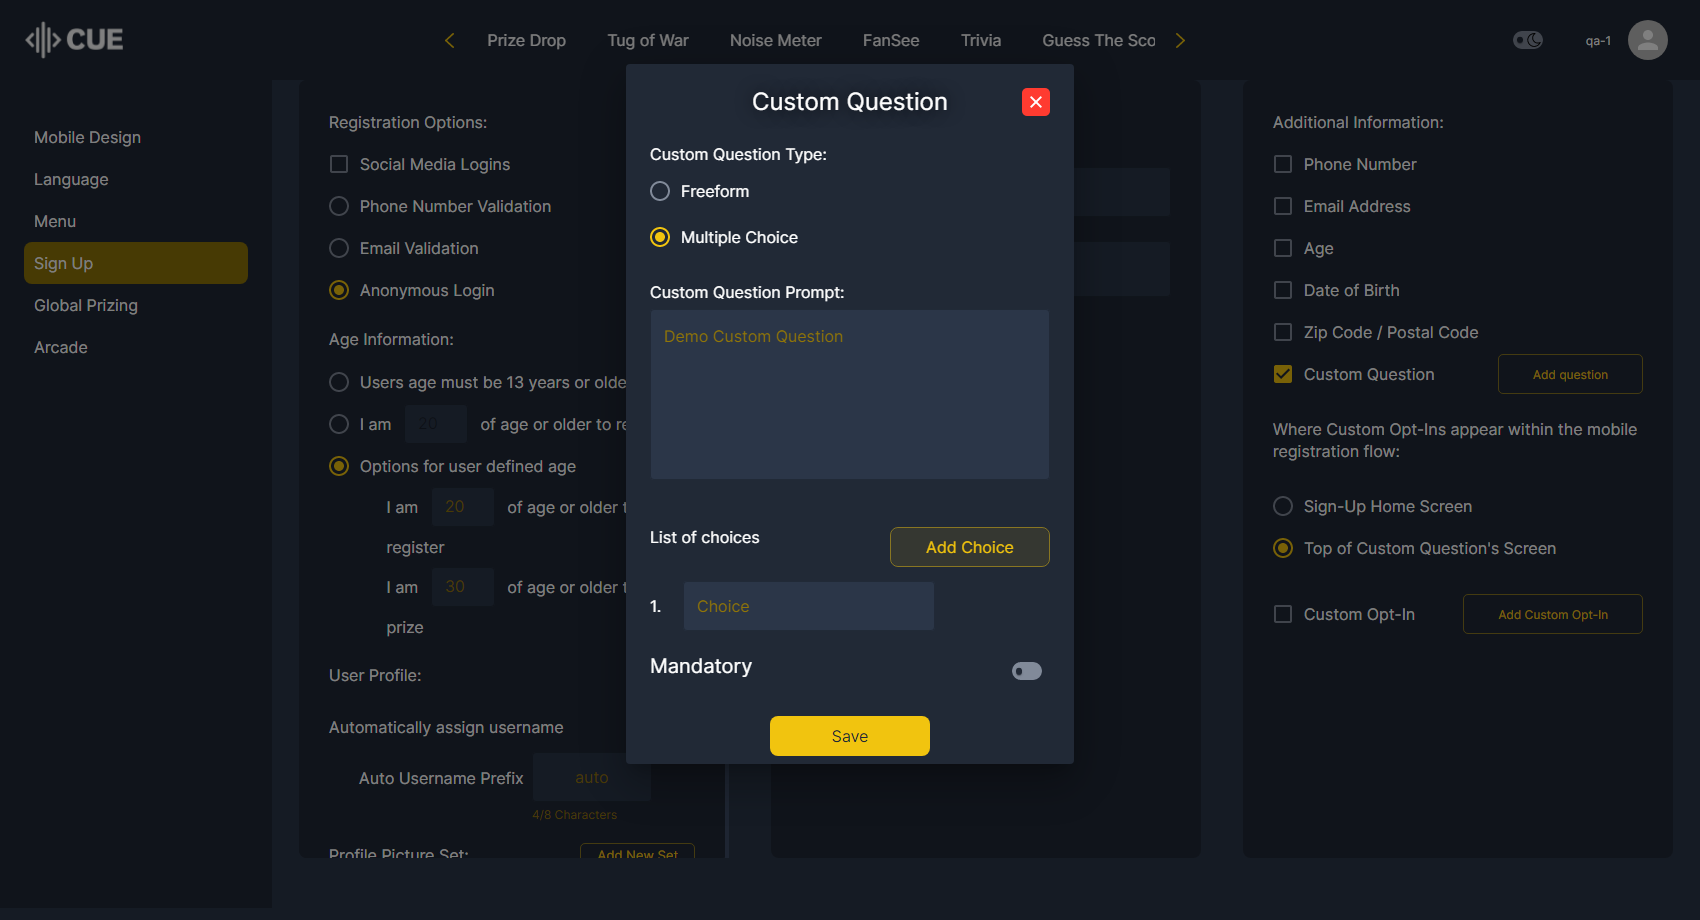 CUE
Prize Drop
Tug of War
Noise Meter
FanSee
Trivia
Guess The Sco
qa-1
Mobile Design
Language
Menu
Sign Up
Global Prizing
Arcade
Registration Options:
Social Media Logins
Phone Number Validation
Email Validation
Anonymous Login
Age Information:
Users age must be 13 years or olde
I am 20 of age or older to re
Options for user defined age
I am 20 of age or older t
register
I am 30 of age or older t
prize
User Profile:
Automatically assign username
Auto Username Prefix auto
4/8 Characters
Profile Picture Set: Add New Set
Custom Question
Custom Question Type:
Freeform
Multiple Choice
Custom Question Prompt:
Demo Custom Question
List of choices Add Choice
1. Choice
Mandatory
Save
Additional Information:
Phone Number
Email Address
Age
Date of Birth
Zip Code / Postal Code
Custom Question Add question
Where Custom Opt-Ins appear within the mobile
registration flow:
Sign-Up Home Screen
Top of Custom Question's Screen
Custom Opt-In Add Custom Opt-In